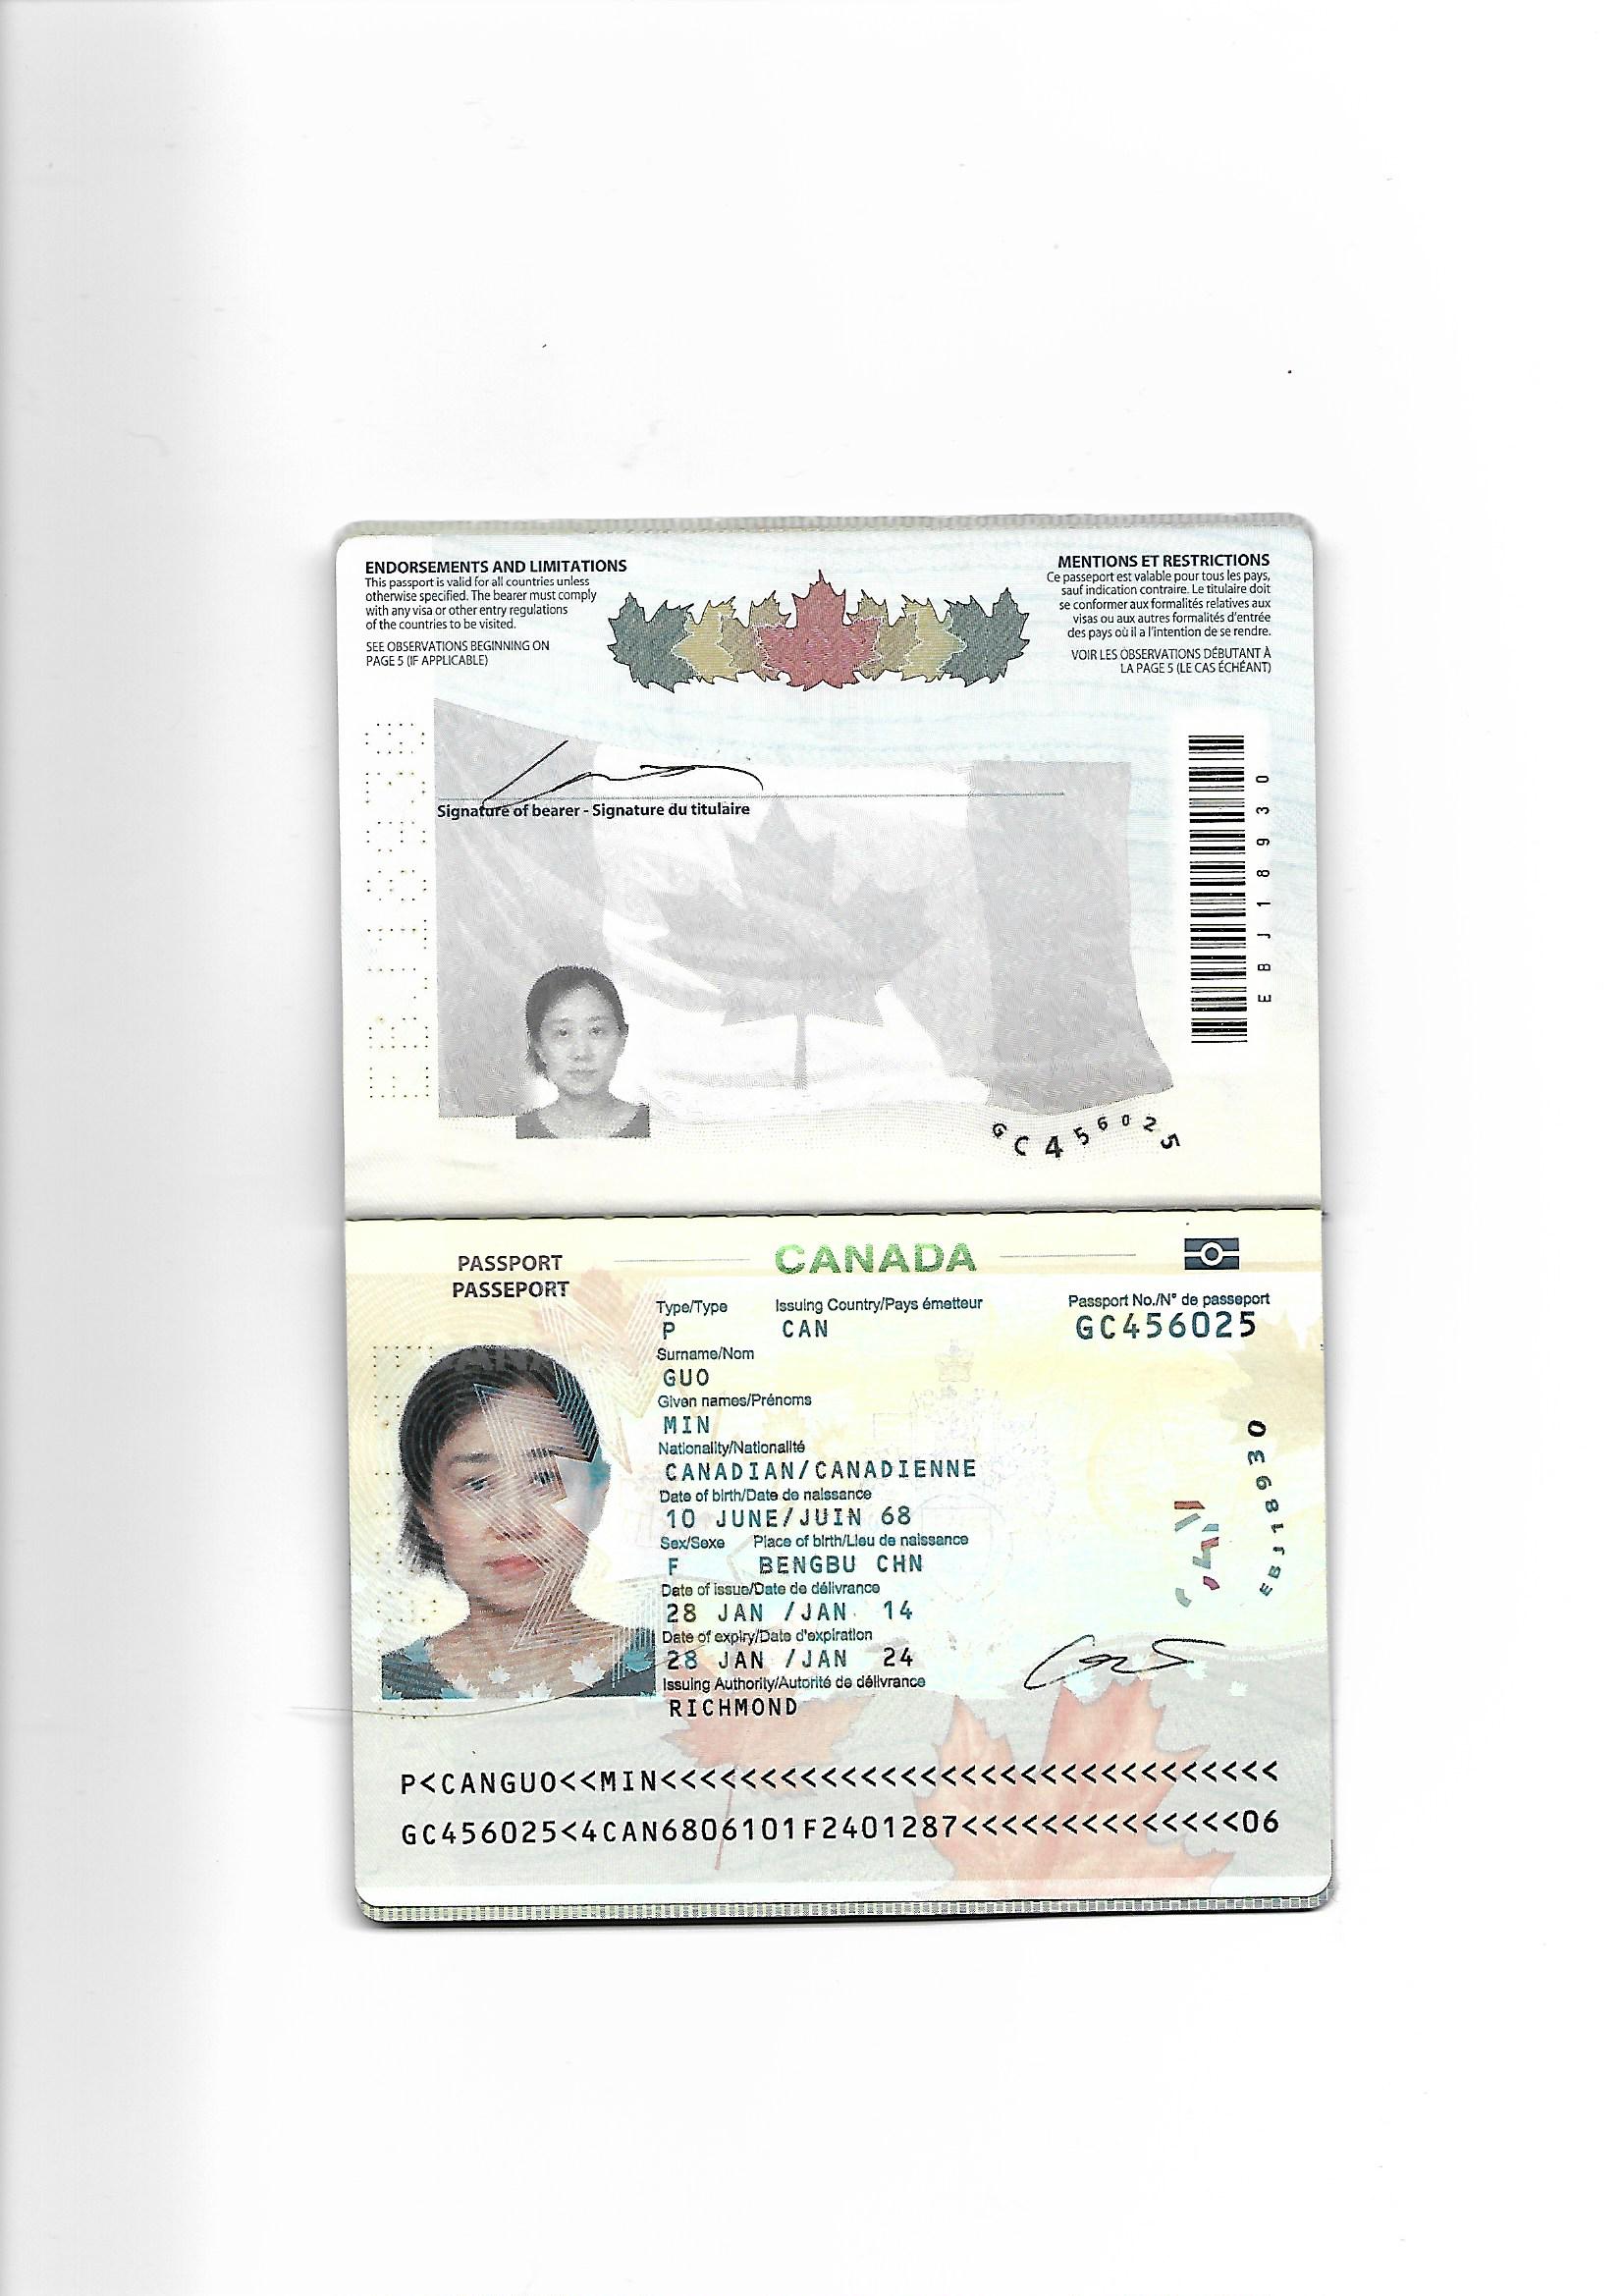 ENDORSEMENTS AND LIMITATIONS
This passport is valid for all countries unless
otherwise specified. The bearer must comply
with any visa or other entry regulations
of the countries to be visited.
SEE OBSERVATIONS BEGINNING ON
PAGE 5 (IF APPLICABLE)
MENTIONS ET RESTRICTIONS
Ce passeport est valable pour tous les pays,
sauf indication contraire. Le titulaire doit
se conformer aux formalités relatives aux
visas ou aux autres formalités d'entrée
des pays où il a l'intention de se rendre.
VOIR LES OBSERVATIONS DÉBUTANT À
LA PAGE 5 (LE CAS ÉCHÉANT)
Signature of bearer - Signature du titulaire
EBJ18930
GC456025
PASSPORT
PASSEPORT
CANADA
Type/Type Issuing Country/Pays émetteur Passport No./N° de passeport
P CAN GC456025
Surname/Nom
GUO
Given names/Prénoms
MIN
Nationality/Nationalité
CANADIAN/CANADIENNE
Date of birth/Date de naissance
10 JUNE/JUIN 68
Sex/Sexe Place of birth/Lieu de naissance
F BENGBU CHN
Date of issue/Date de délivrance
28 JAN /JAN 14
Date of expiry/Date d'expiration
28 JAN /JAN 24
Issuing Authority/Autorité de délivrance
RICHMOND
EBJ18930
P<CANGUO<<MIN<<<<<<<<<<<<<<<<<<<<<<<<<<<<<<<
GC456025<4CAN6806101F2401287<<<<<<<<<<<<<<06